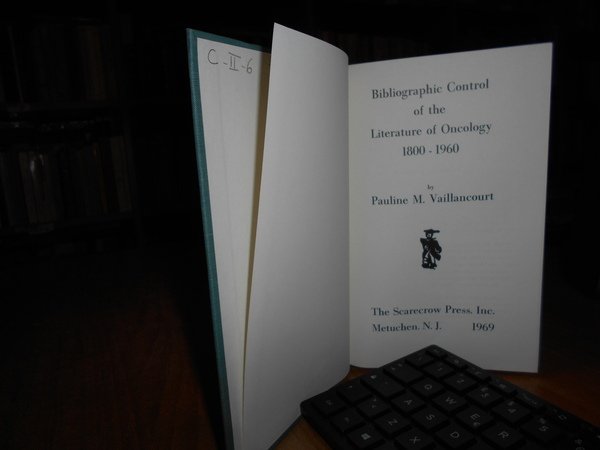 C-II-6
Bibliographic Control
of the
Literature of Oncology
1800 - 1960
by
Pauline M. Vaillancourt
The Scarecrow Press, Inc.
Metuchen, N. J. 1969
Q
W
E
R
A
S
D